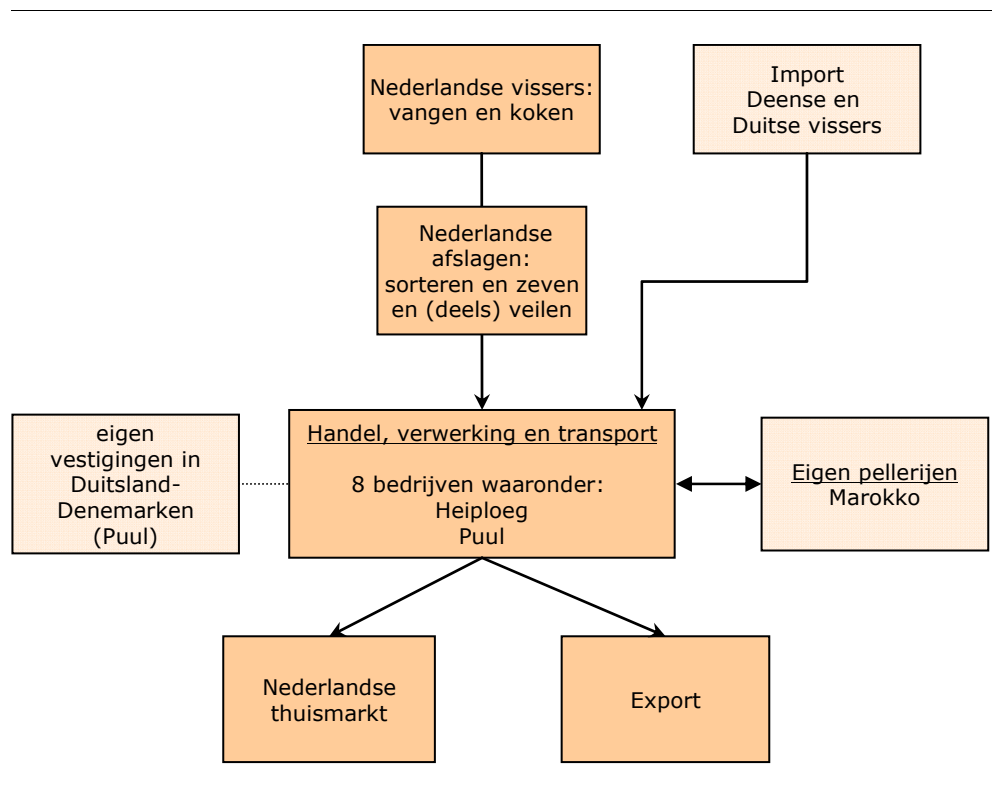 Nederlandse vissers:
vangen en koken
Import
Deense en
Duitse vissers
Nederlandse
afslagen:
sorteren en zeven
en (deels) veilen
eigen
vestigingen in
Duitsland-
Denemarken
(Puul)
Handel, verwerking en transport
8 bedrijven waaronder:
Heiploeg
Puul
Eigen pellerijen
Marokko
Nederlandse
thuismarkt
Export